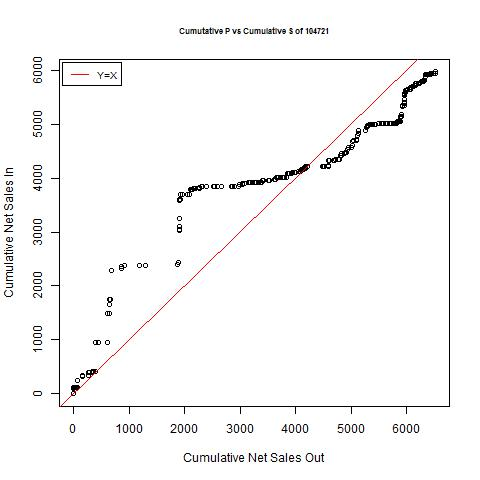 Cumutative P vs Cumulative S of 104721
Y=X
Cumulative Net Sales In
6000
5000
4000
3000
2000
1000
0
0 1000 2000 3000 4000 5000 6000
Cumulative Net Sales Out